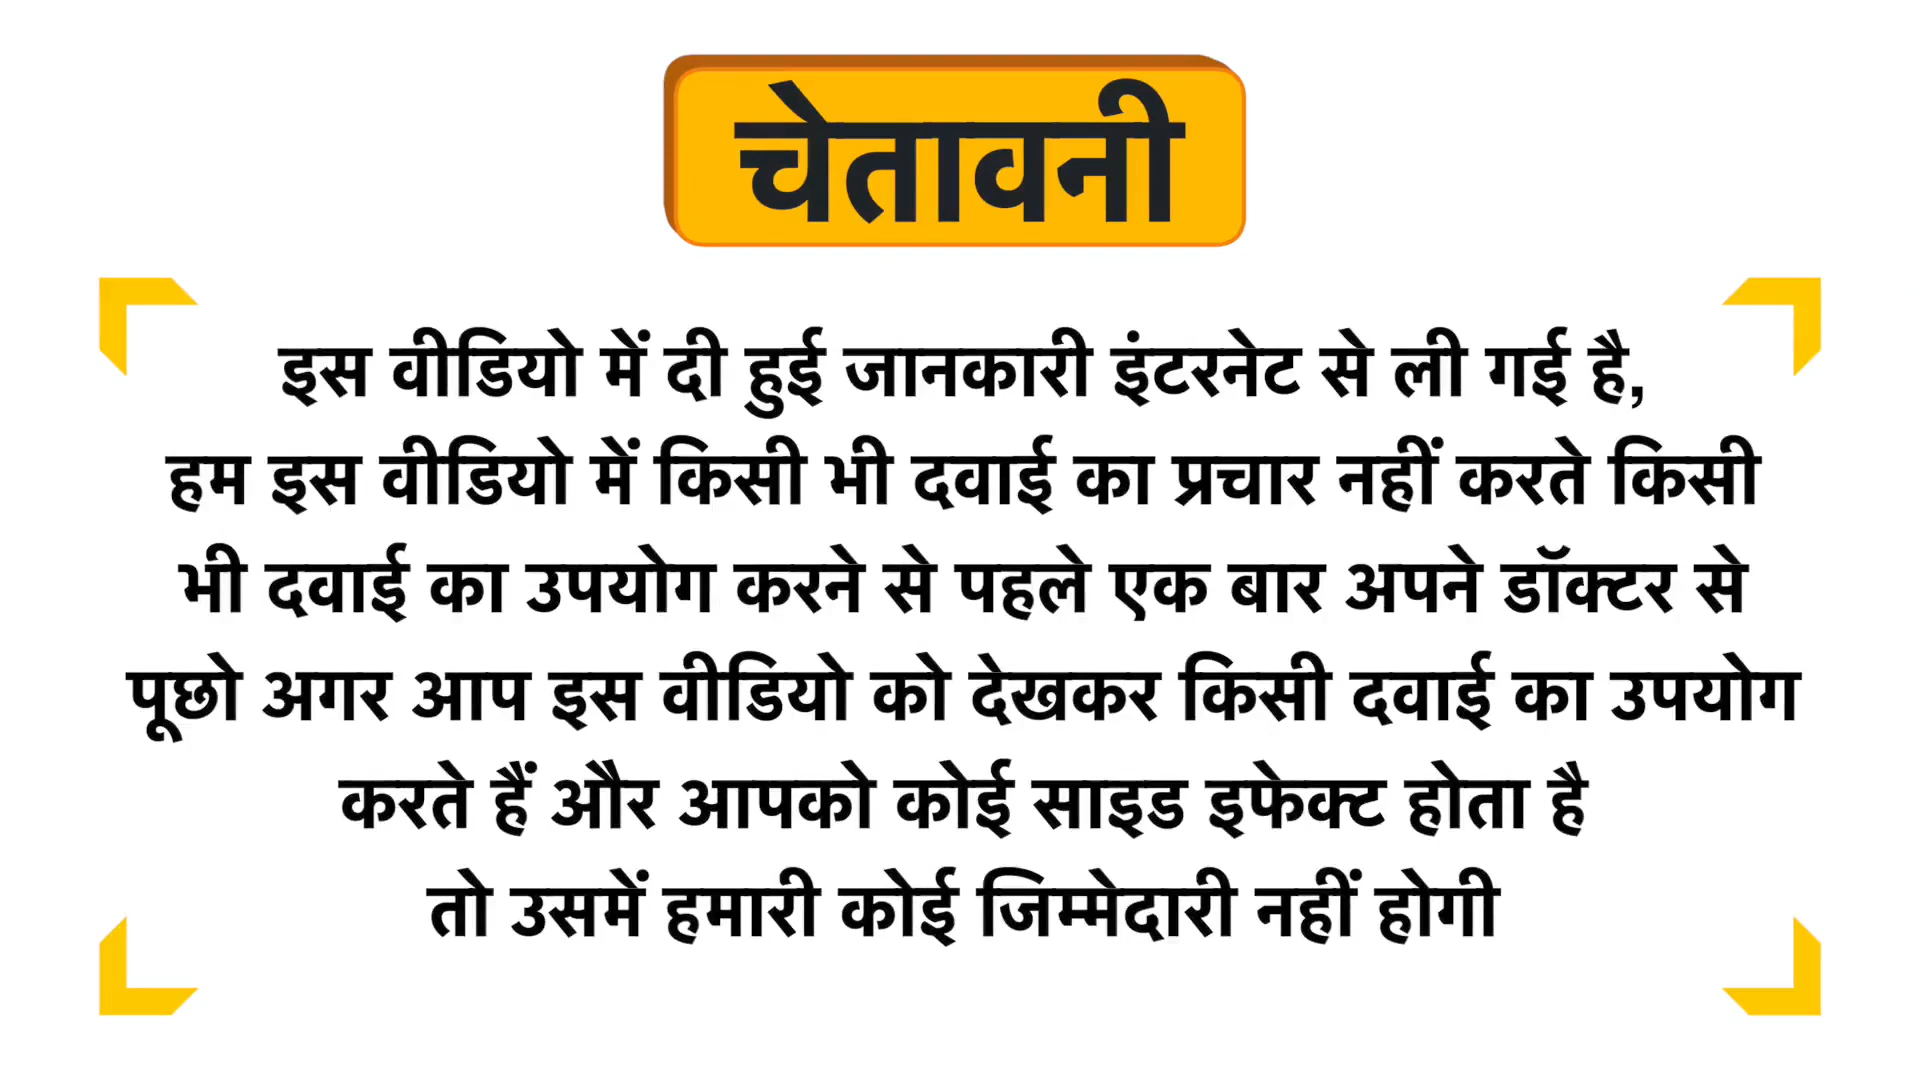 चेतावनी
इस वीडियो में दी हुई जानकारी इंटरनेट से ली गई है,
हम इस वीडियो में किसी भी दवाई का प्रचार नहीं करते किसी
भी दवाई का उपयोग करने से पहले एक बार अपने डॉक्टर से
पूछो अगर आप इस वीडियो को देखकर किसी दवाई का उपयोग
करते हैं और आपको कोई साइड इफेक्ट होता है
तो उसमें हमारी कोई जिम्मेदारी नहीं होगी